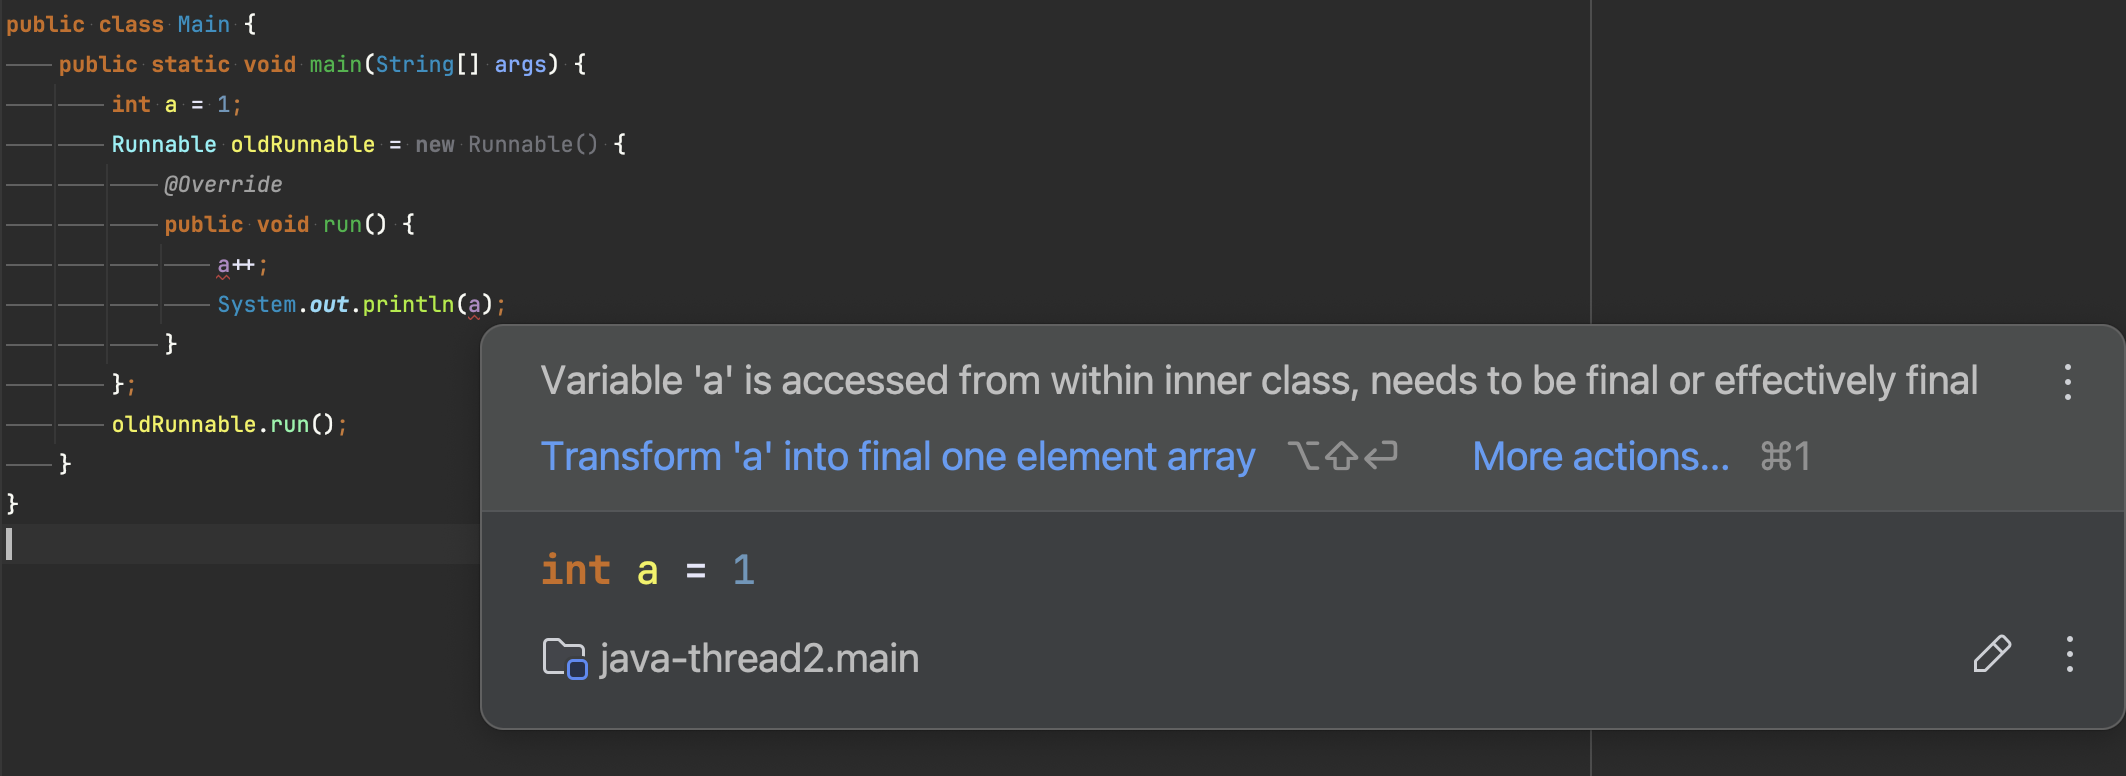 public class Main {
public static void main(String[] args) {
int a = 1;
Runnable oldRunnable = new Runnable() {
@Override
public void run() {
a++;
System.out.println(a);
}
};
oldRunnable.run();
}
}
Variable 'a' is accessed from within inner class, needs to be final or effectively final
Transform 'a' into final one element array ⌥⇧⏎ More actions... ⌘1
int a = 1
java-thread2.main